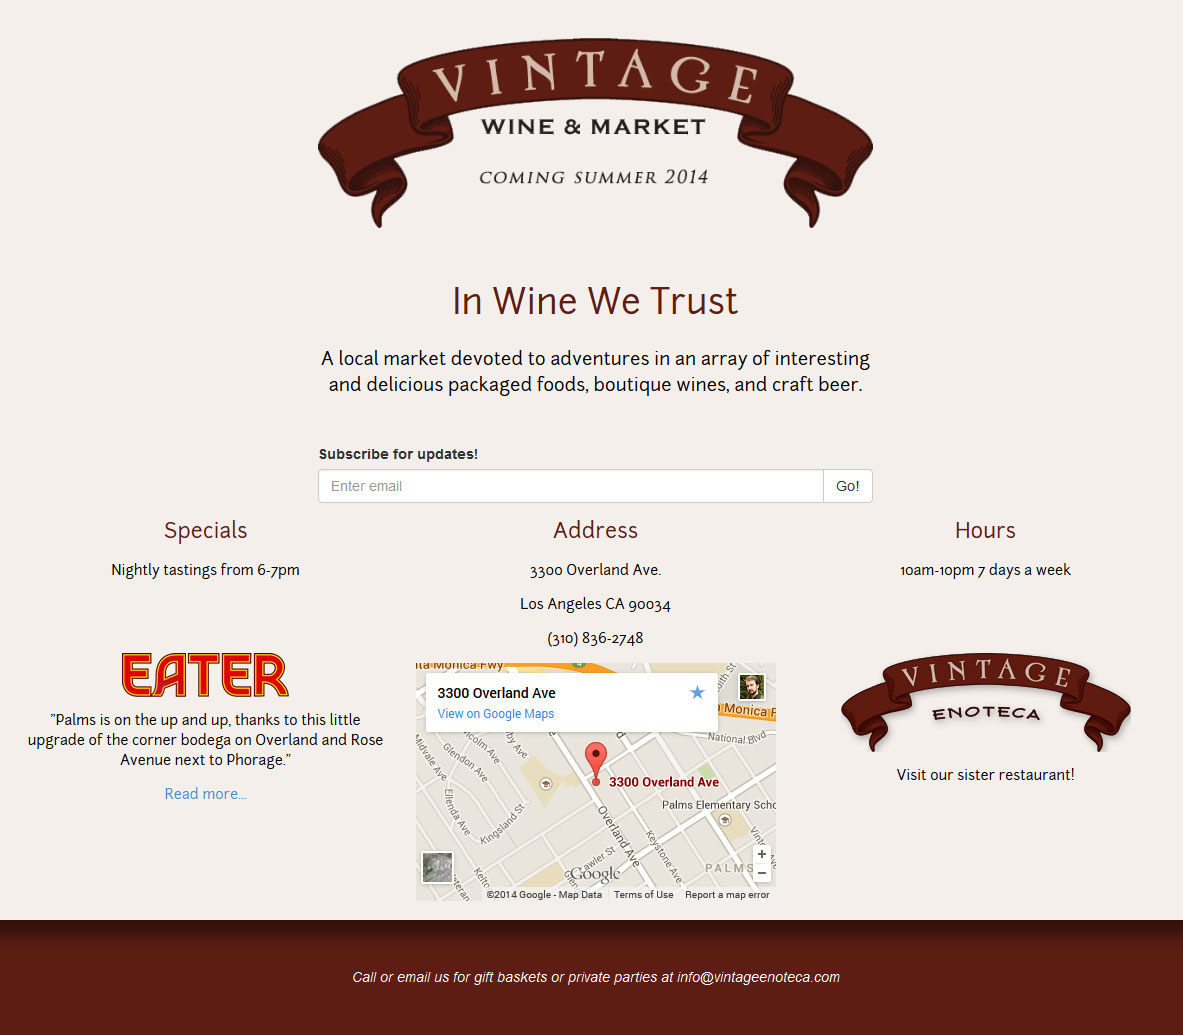 VINTAGE
WINE & MARKET
COMING SUMMER 2014
In Wine We Trust
A local market devoted to adventures in an array of interesting
and delicious packaged foods, boutique wines, and craft beer.
Subscribe for updates!
Enter email
Go!
Specials
Nightly tastings from 6-7pm
EATER
"Palms is on the up and up, thanks to this little
upgrade of the corner bodega on Overland and Rose
Avenue next to Phorage."
Read more...
Address
3300 Overland Ave.
Los Angeles CA 90034
(310) 836-2748
ta Monica Fwy
4
3300 Overland Ave
View on Google Maps
Monica F
National Blvd
Midvale Ave
Glendon Ave
3300 Overland Ave
Palms Elementary Scho
Kingsland St
Overland Ave
Keystone Ave
PALMS
+
−
Google
©2014 Google - Map Data
Terms of Use
Report a map error
Hours
10am-10pm 7 days a week
VINTAGE
ENOTECA
Visit our sister restaurant!
Call or email us for gift baskets or private parties at info@vintageenoteca.com